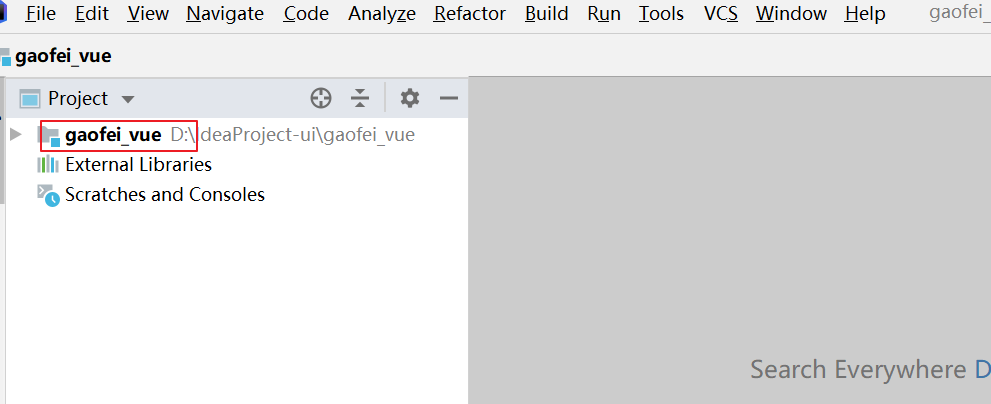 File Edit View Navigate Code Analyze Refactor Build Run Tools VCS Window Help gaofei_
gaofei_vue
Project
gaofei_vue D:\IdeaProject-ui\gaofei_vue
External Libraries
Scratches and Consoles
Search Everywhere D